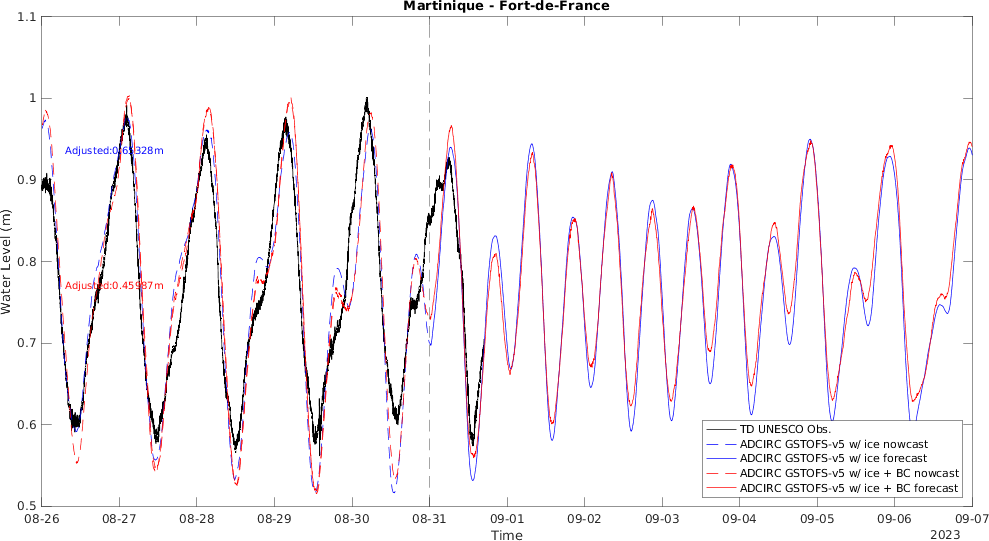 Martinique - Fort-de-France
1.1
1
0.9
0.8
0.7
0.6
0.5
Water Level (m)
Adjusted:0.65328m
Adjusted:0.45987m
TD UNESCO Obs.
ADCIRC GSTOFS-v5 w/ ice nowcast
ADCIRC GSTOFS-v5 w/ ice forecast
ADCIRC GSTOFS-v5 w/ ice + BC nowcast
ADCIRC GSTOFS-v5 w/ ice + BC forecast
08-26 08-27 08-28 08-29 08-30 08-31 09-01 09-02 09-03 09-04 09-05 09-06 09-07
Time
2023